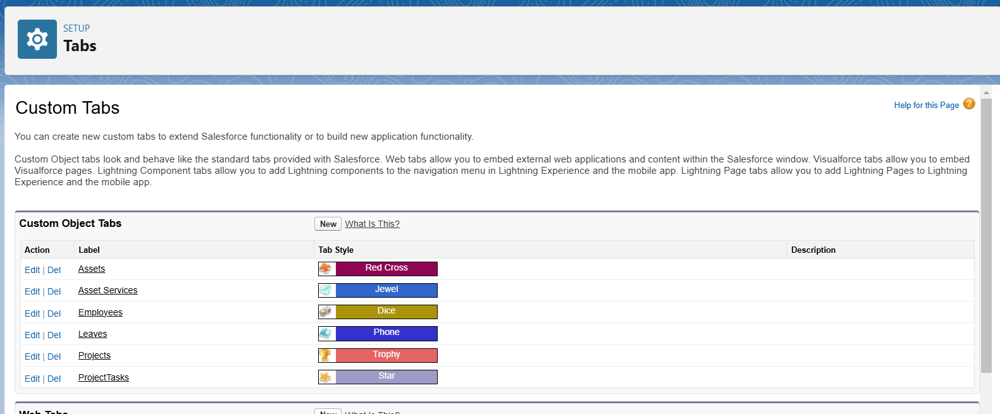 SETUP
Tabs
Custom Tabs
Help for this Page ?
You can create new custom tabs to extend Salesforce functionality or to build new application functionality.
Custom Object tabs look and behave like the standard tabs provided with Salesforce. Web tabs allow you to embed external web applications and content within the Salesforce window. Visualforce tabs allow you to embed
Visualforce pages. Lightning Component tabs allow you to add Lightning components to the navigation menu in Lightning Experience and the mobile app. Lightning Page tabs allow you to add Lightning Pages to Lightning
Experience and the mobile app.
Custom Object Tabs New What Is This?
Action Label Tab Style Description
Edit | Del Assets Red Cross
Edit | Del Asset Services Jewel
Edit | Del Employees Dice
Edit | Del Leaves Phone
Edit | Del Projects Trophy
Edit | Del ProjectTasks Star
Web Tabs New What Is This?